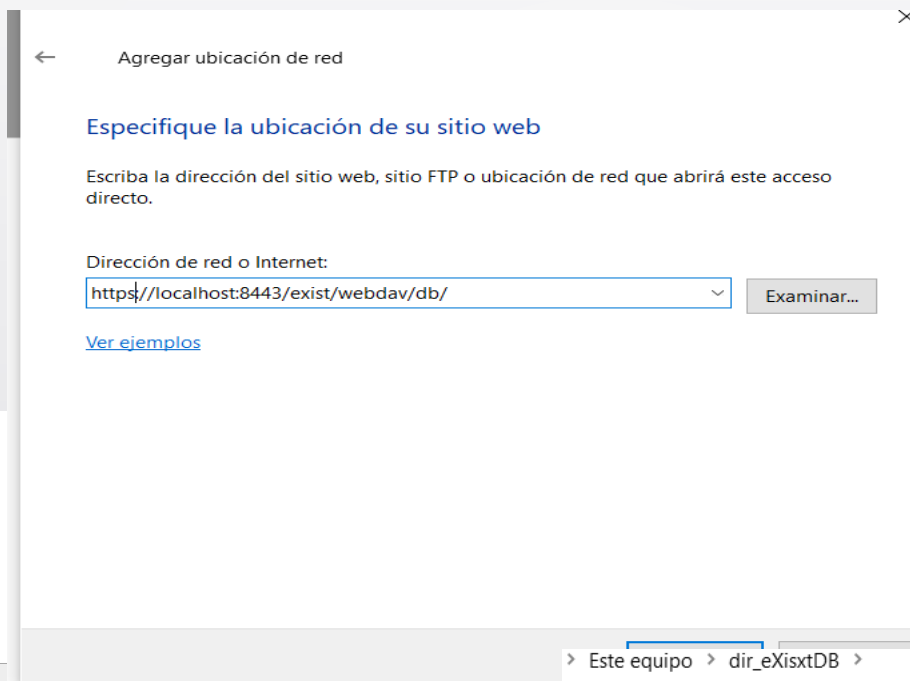 Agregar ubicación de red
Especifique la ubicación de su sitio web
Escriba la dirección del sitio web, sitio FTP o ubicación de red que abrirá este acceso
directo.
Dirección de red o Internet:
https://localhost:8443/exist/webdav/db/
Examinar...
Ver ejemplos
> Este equipo > dir_eXisxtDB >